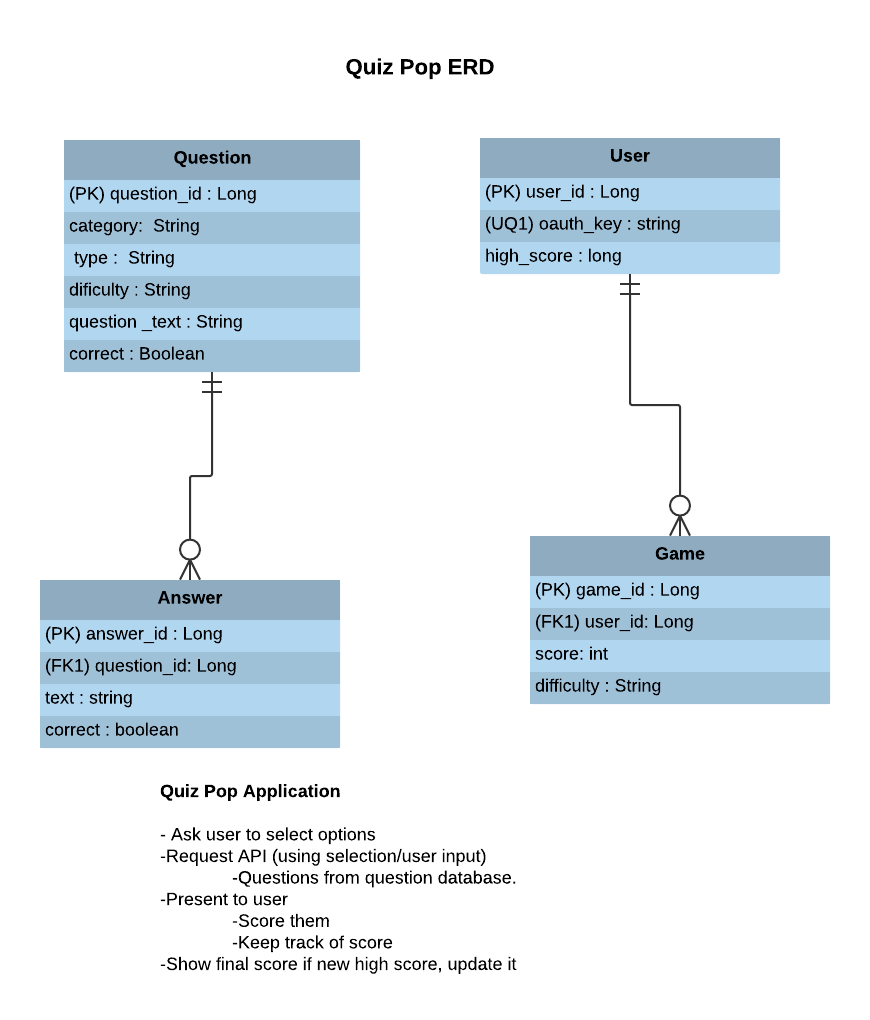 Quiz Pop ERD
Question
(PK) question_id : Long
category:  String
type :  String
dificulty : String
question _text : String
correct : Boolean
User
(PK) user_id : Long
(UQ1) oauth_key : string
high_score : long
Answer
(PK) answer_id : Long
(FK1) question_id: Long
text : string
correct : boolean
Game
(PK) game_id : Long
(FK1) user_id: Long
score: int
difficulty : String
Quiz Pop Application
- Ask user to select options
-Request API (using selection/user input)
-Questions from question database.
-Present to user
-Score them
-Keep track of score
-Show final score if new high score, update it